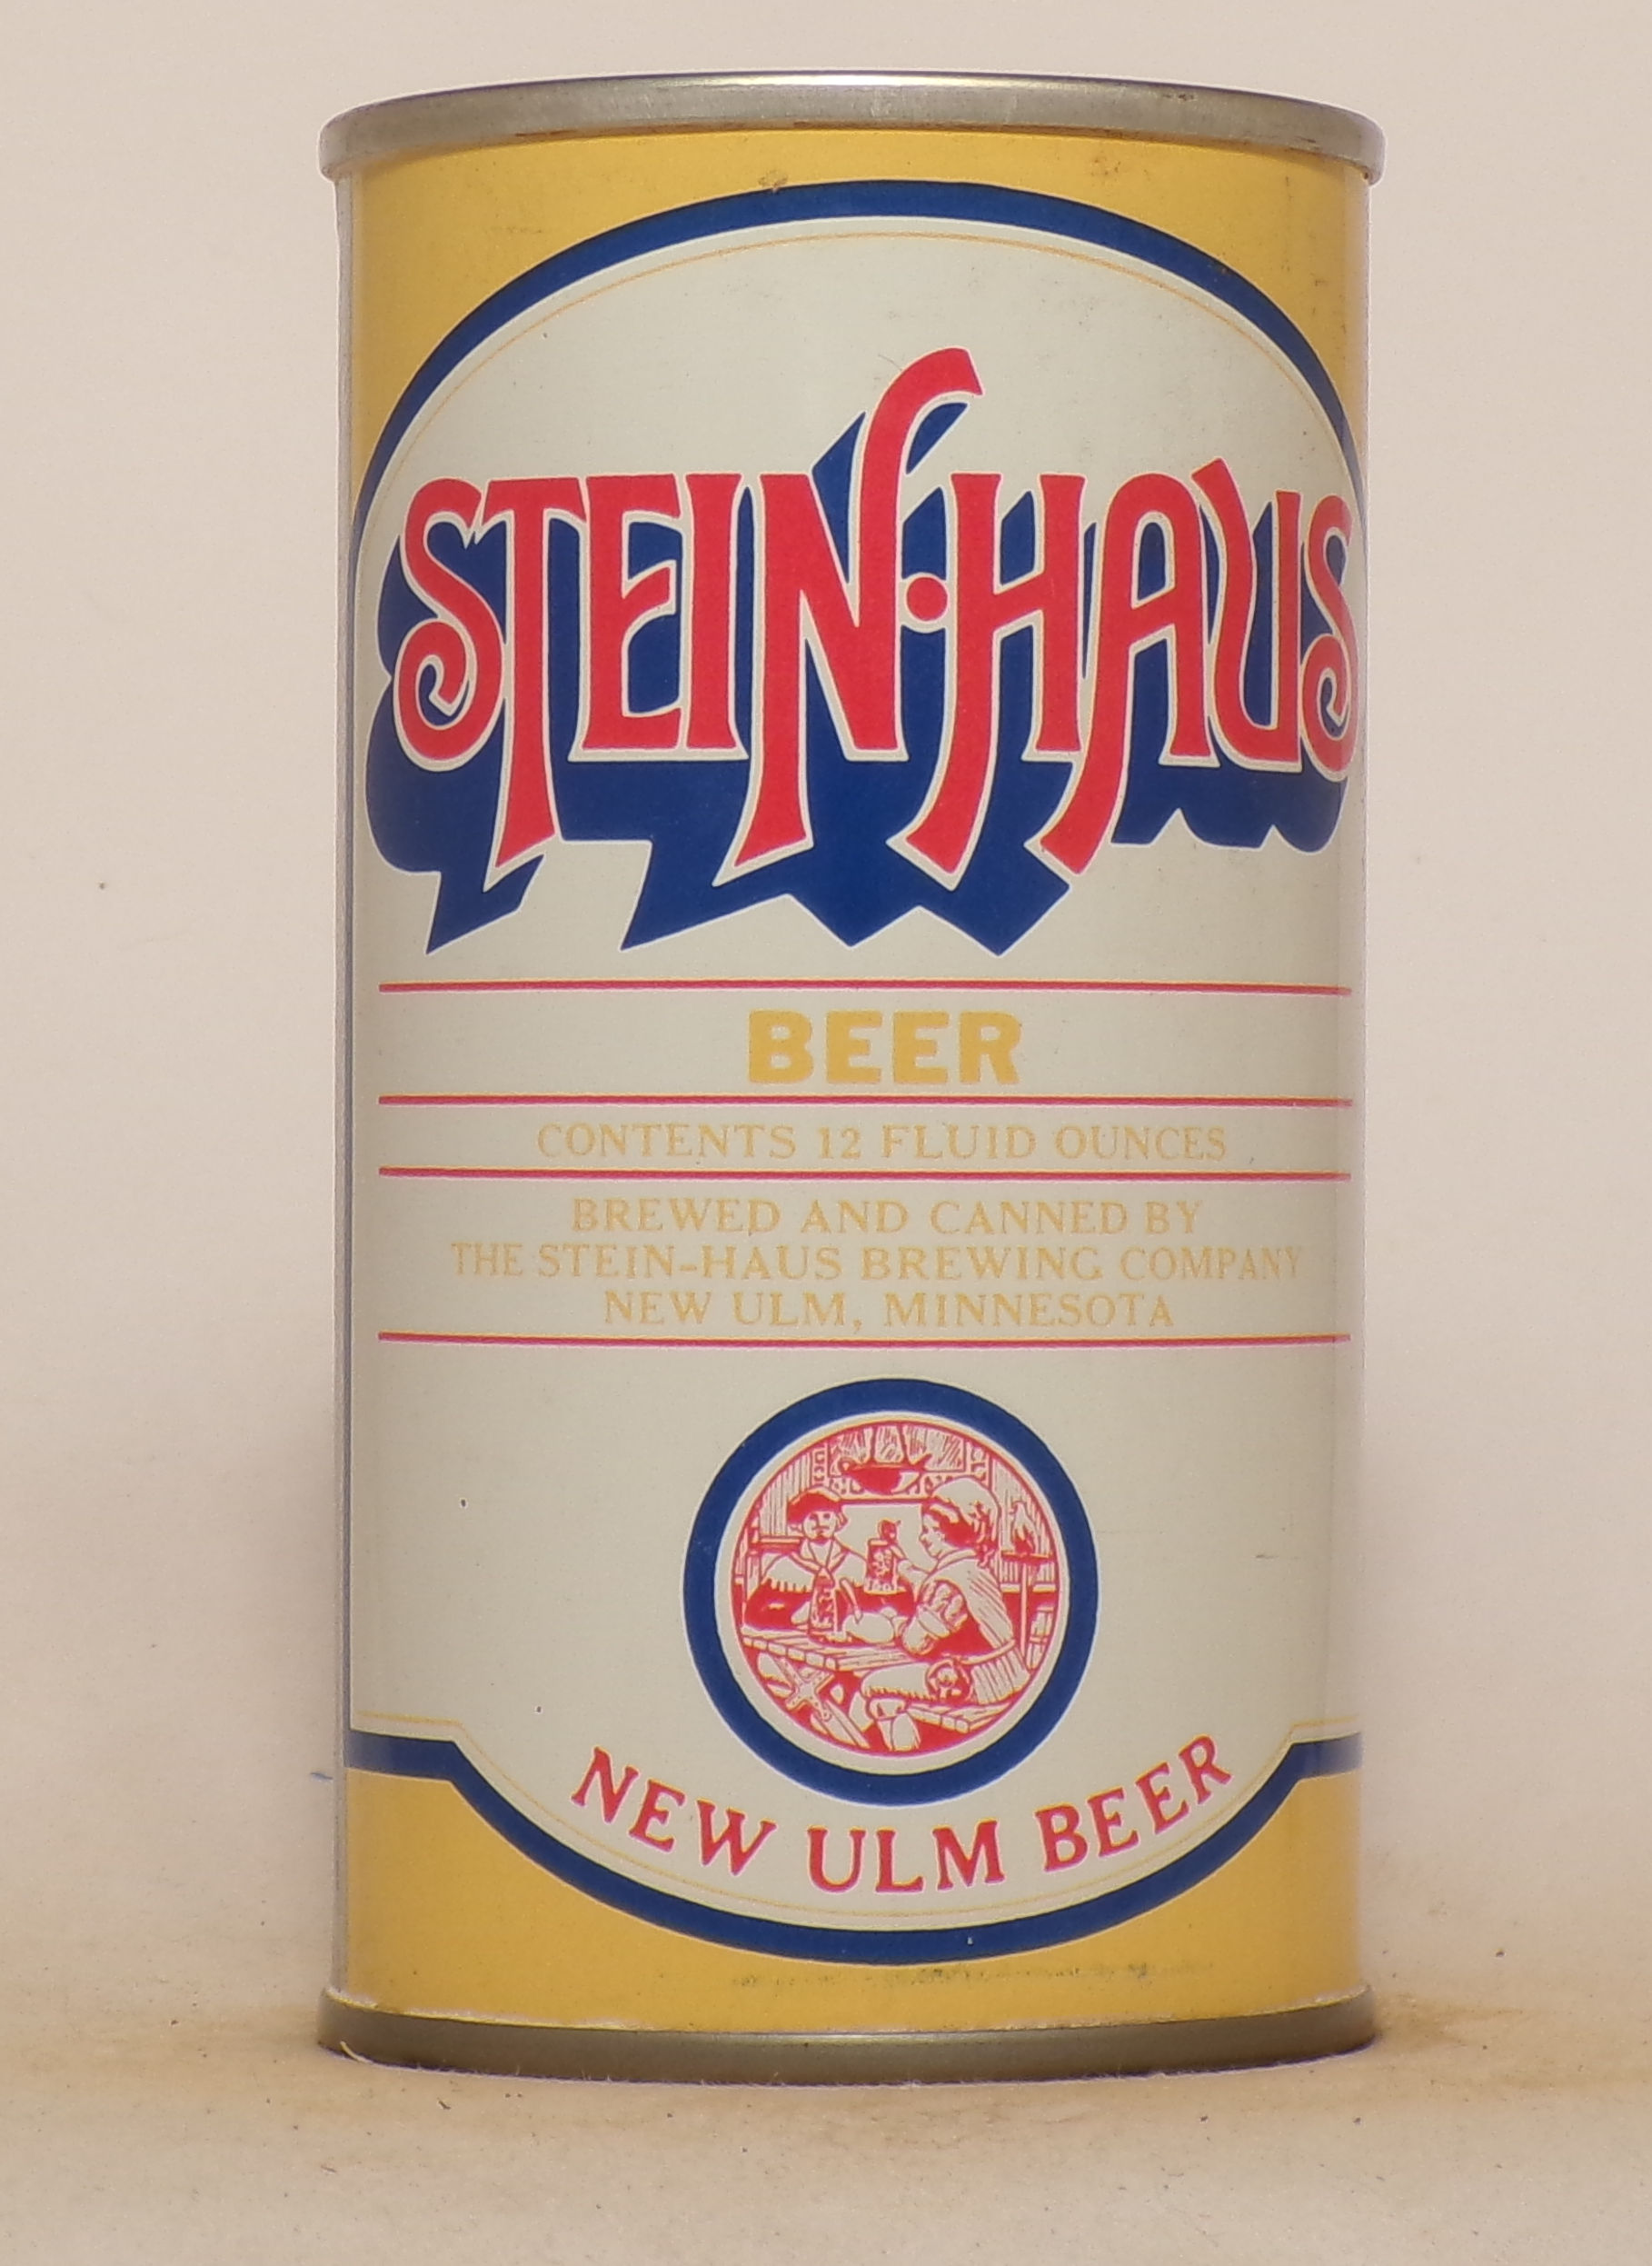 STEIN·HAUS
BEER
CONTENTS 12 FLUID OUNCES
BREWED AND CANNED BY
THE STEIN-HAUS BREWING COMPANY
NEW ULM, MINNESOTA
NEW ULM BEER